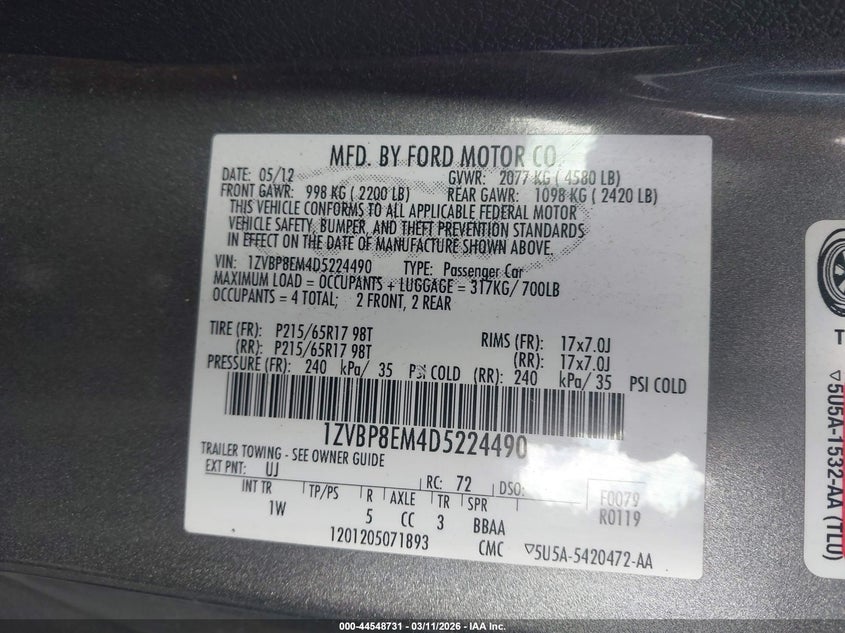 MFD. BY FORD MOTOR CO.
DATE: 05/12 GVWR: 2077 KG ( 4580 LB)
FRONT GAWR: 998 KG ( 2200 LB) REAR GAWR: 1098 KG ( 2420 LB)
THIS VEHICLE CONFORMS TO ALL APPLICABLE FEDERAL MOTOR
VEHICLE SAFETY, BUMPER, AND THEFT PREVENTION STANDARDS
IN EFFECT ON THE DATE OF MANUFACTURE SHOWN ABOVE.
VIN: 1ZVBP8EM4D5224490 TYPE: Passenger Car
MAXIMUM LOAD = OCCUPANTS + LUGGAGE = 317KG/ 700LB
OCCUPANTS = 4 TOTAL; 2 FRONT, 2 REAR
TIRE (FR): P215/65R17 98T RIMS (FR): 17x7.0J
(RR): P215/65R17 98T (RR): 17x7.0J
PRESSURE (FR): 240 kPa/ 35 PSI COLD (RR): 240 kPa/ 35 PSI COLD
1ZVBP8EM4D5224490
TRAILER TOWING - SEE OWNER GUIDE
EXT PNT: UJ RC: 72 DSO:
INT TR TP/PS R AXLE TR SPR F0079
1W 5 CC 3 BBAA R0119
1201205071893 CMC ▽5U5A-5420472-AA
▽5U5A-1532-AA (TLU)
000-44548731 - 03/11/2026 - IAA Inc.